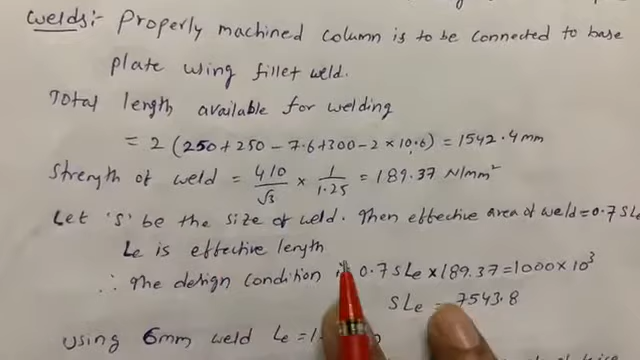 Welds:- Properly machined column is to be connected to base
plate using fillet weld.
Total length available for welding
= 2 (250+250 - 7.6+300 - 2 × 10.6) = 1542.4 mm
Strength of weld = 410/√3 × 1/1.25 = 189.37 N/mm²
Let 's' be the size of weld. Then effective area of weld = 0.7 SLe
Le is effective length
∴ The design condition is 0.7 SLe × 189.37 = 1000 × 10³
SLe = 7543.8
Using 6mm weld Le =